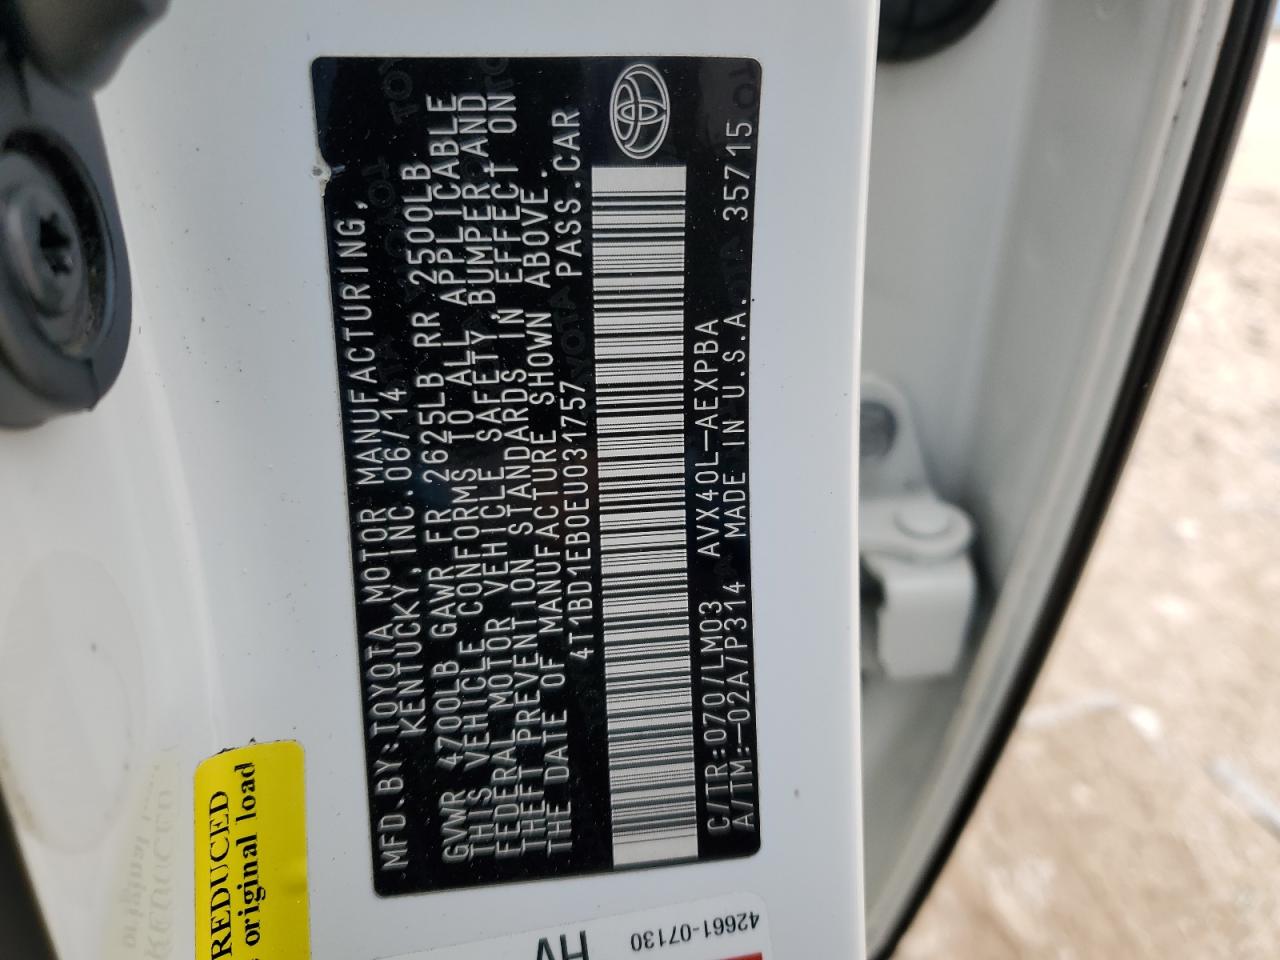 MFD.BY:TOYOTA MOTOR MANUFACTURING,
KENTUCKY,INC.06/14
GVWR 4700LB GAWR FR 2625LB RR 2500LB
THIS VEHICLE CONFORMS TO ALL APPLICABLE
FEDERAL MOTOR VEHICLE SAFETY,BUMPER,AND
THEFT PREVENTION STANDARDS IN EFFECT ON
THE DATE OF MANUFACTURE SHOWN ABOVE.
4T1BD1EB0EU031757 PASS.CAR
C/TR:070/LM03 AVX40L-AEXPBA
A/TM:-02A/P314 MADE IN U.S.A. 35715
REDUCED
original load
42661-07130
HV